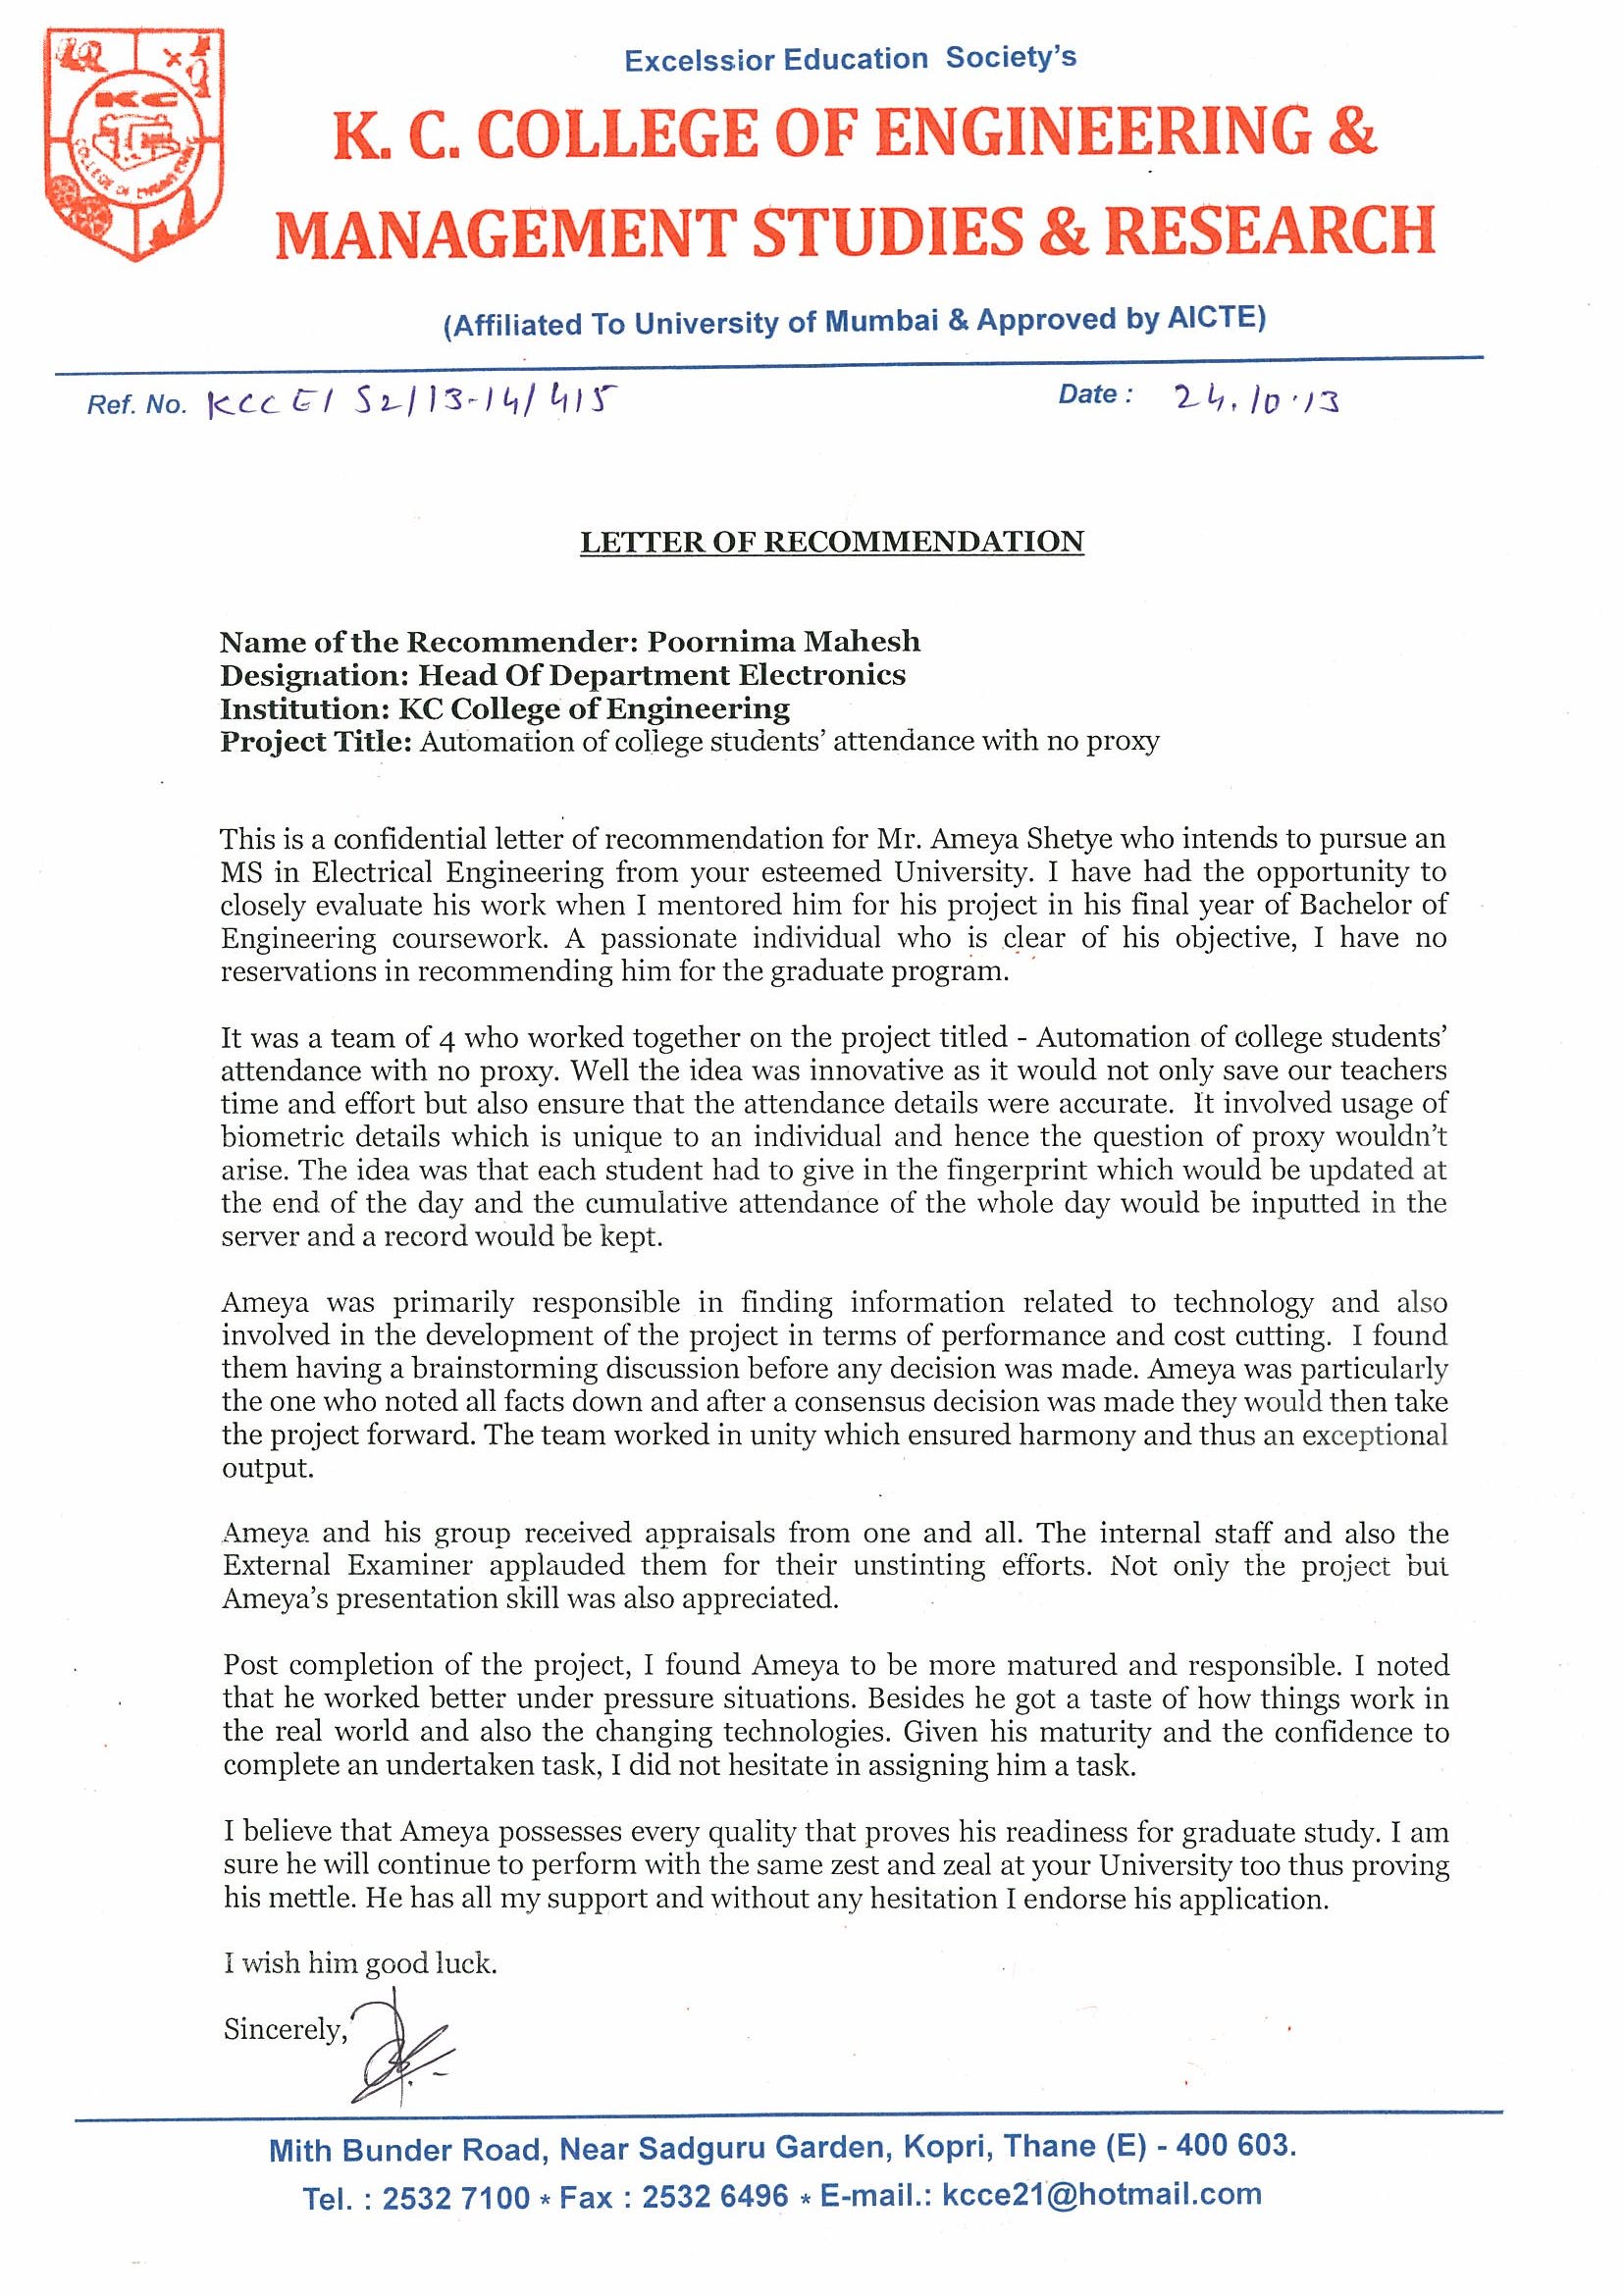 KC
COLLEGE OF
Excelssior Education Society's
K. C. COLLEGE OF ENGINEERING &
MANAGEMENT STUDIES & RESEARCH
(Affiliated To University of Mumbai & Approved by AICTE)
Ref. No. KCCE/S2/13-14/415 Date : 24.10.13
LETTER OF RECOMMENDATION
Name of the Recommender: Poornima Mahesh
Designation: Head Of Department Electronics
Institution: KC College of Engineering
Project Title: Automation of college students' attendance with no proxy
This is a confidential letter of recommendation for Mr. Ameya Shetye who intends to pursue an
MS in Electrical Engineering from your esteemed University. I have had the opportunity to
closely evaluate his work when I mentored him for his project in his final year of Bachelor of
Engineering coursework. A passionate individual who is clear of his objective, I have no
reservations in recommending him for the graduate program.
It was a team of 4 who worked together on the project titled - Automation of college students'
attendance with no proxy. Well the idea was innovative as it would not only save our teachers
time and effort but also ensure that the attendance details were accurate. It involved usage of
biometric details which is unique to an individual and hence the question of proxy wouldn't
arise. The idea was that each student had to give in the fingerprint which would be updated at
the end of the day and the cumulative attendance of the whole day would be inputted in the
server and a record would be kept.
Ameya was primarily responsible in finding information related to technology and also
involved in the development of the project in terms of performance and cost cutting. I found
them having a brainstorming discussion before any decision was made. Ameya was particularly
the one who noted all facts down and after a consensus decision was made they would then take
the project forward. The team worked in unity which ensured harmony and thus an exceptional
output.
Ameya and his group received appraisals from one and all. The internal staff and also the
External Examiner applauded them for their unstinting efforts. Not only the project but
Ameya's presentation skill was also appreciated.
Post completion of the project, I found Ameya to be more matured and responsible. I noted
that he worked better under pressure situations. Besides he got a taste of how things work in
the real world and also the changing technologies. Given his maturity and the confidence to
complete an undertaken task, I did not hesitate in assigning him a task.
I believe that Ameya possesses every quality that proves his readiness for graduate study. I am
sure he will continue to perform with the same zest and zeal at your University too thus proving
his mettle. He has all my support and without any hesitation I endorse his application.
I wish him good luck.
Sincerely,
Mith Bunder Road, Near Sadguru Garden, Kopri, Thane (E) - 400 603.
Tel. : 2532 7100 * Fax : 2532 6496 * E-mail.: kcce21@hotmail.com